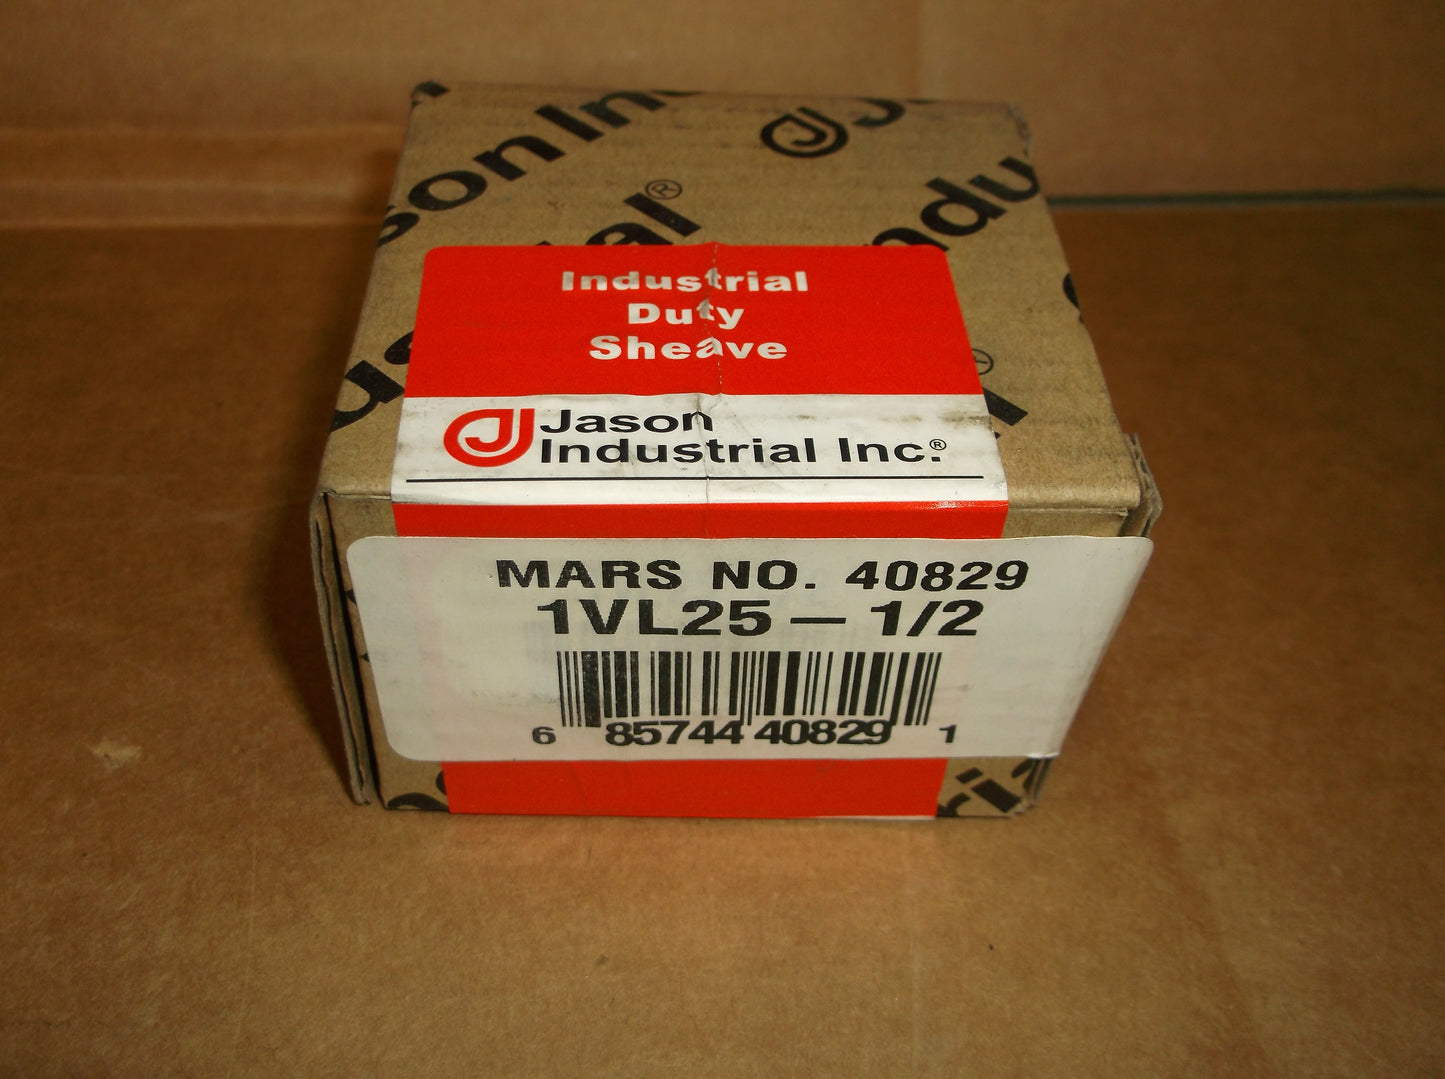 Industrial
Duty
Sheave
Jason
Industrial Inc.®
MARS NO. 40829
1VL25 — 1/2
6 85744 40829 1